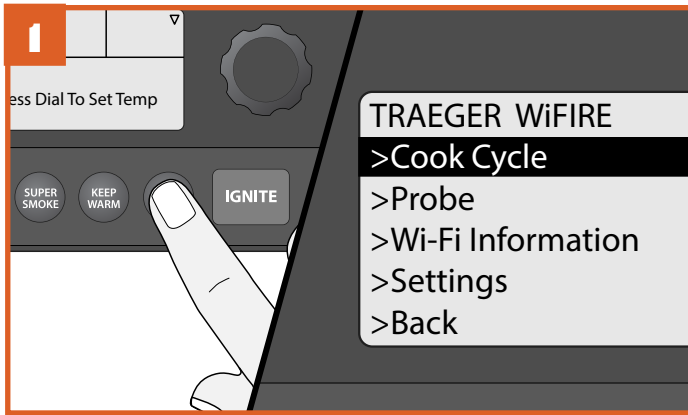 1
ess Dial To Set Temp
SUPER
SMOKE
KEEP
WARM
IGNITE
TRAEGER WiFIRE
>Cook Cycle
>Probe
>Wi-Fi Information
>Settings
>Back